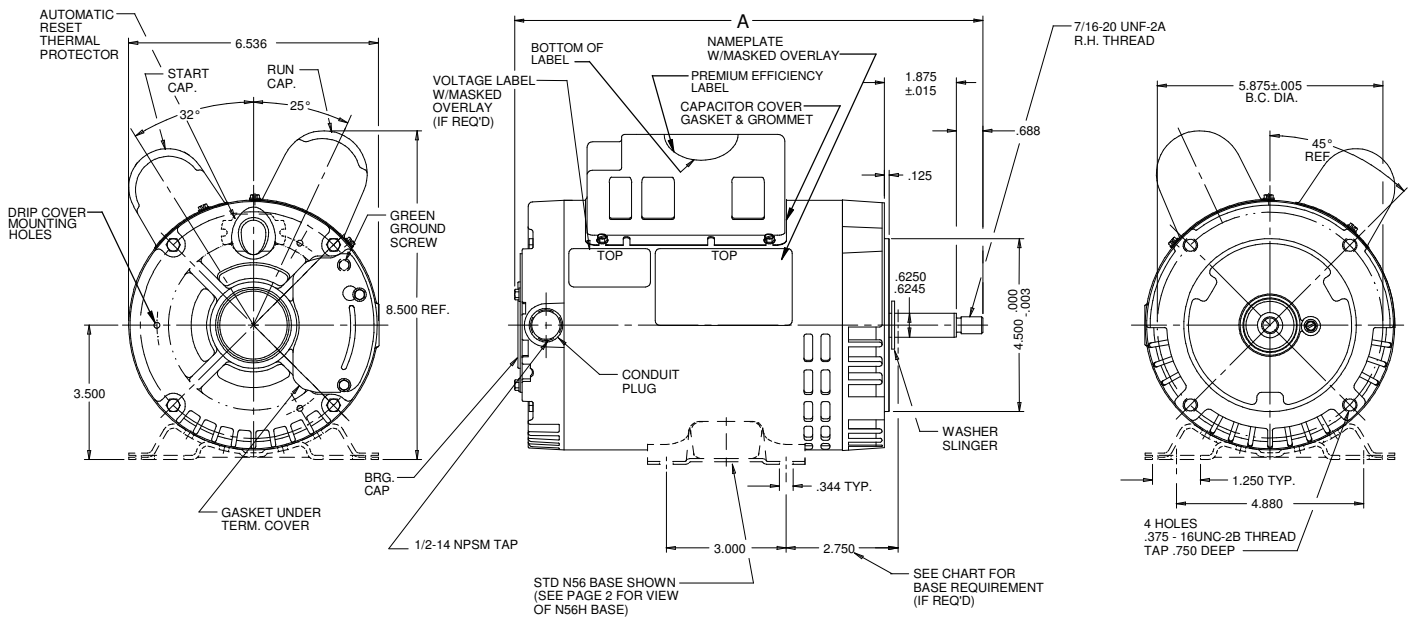 AUTOMATIC
RESET
THERMAL
PROTECTOR
6.536
START
CAP.
RUN
CAP.
32°
25°
DRIP COVER
MOUNTING
HOLES
GREEN
GROUND
SCREW
8.500 REF.
3.500
GASKET UNDER
TERM. COVER
A
BOTTOM OF
LABEL
NAMEPLATE
W/MASKED OVERLAY
VOLTAGE LABEL
W/MASKED
OVERLAY
(IF REQ'D)
PREMIUM EFFICIENCY
LABEL
CAPACITOR COVER
GASKET & GROMMET
1.875
±.015
7/16-20 UNF-2A
R.H. THREAD
.688
.125
TOP
TOP
.6250
.6245
4.500 .000
-.003
CONDUIT
PLUG
WASHER
SLINGER
BRG.
CAP
.344 TYP.
1/2-14 NPSM TAP
3.000
2.750
STD N56 BASE SHOWN
(SEE PAGE 2 FOR VIEW
OF N56H BASE)
SEE CHART FOR
BASE REQUIREMENT
(IF REQ'D)
5.875±.005
B.C. DIA.
45°
REF.
1.250 TYP.
4.880
4 HOLES
.375 - 16UNC-2B THREAD
TAP .750 DEEP